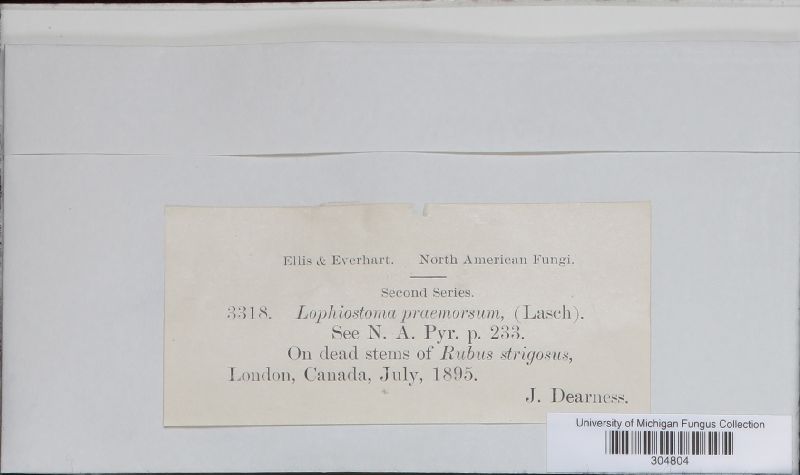 Ellis & Everhart. North American Fungi.
Second Series.
3318. Lophiostoma praemorsum, (Lasch).
See N. A. Pyr. p. 233.
On dead stems of Rubus strigosus,
London, Canada, July, 1895.
J. Dearness.
University of Michigan Fungus Collection
304804